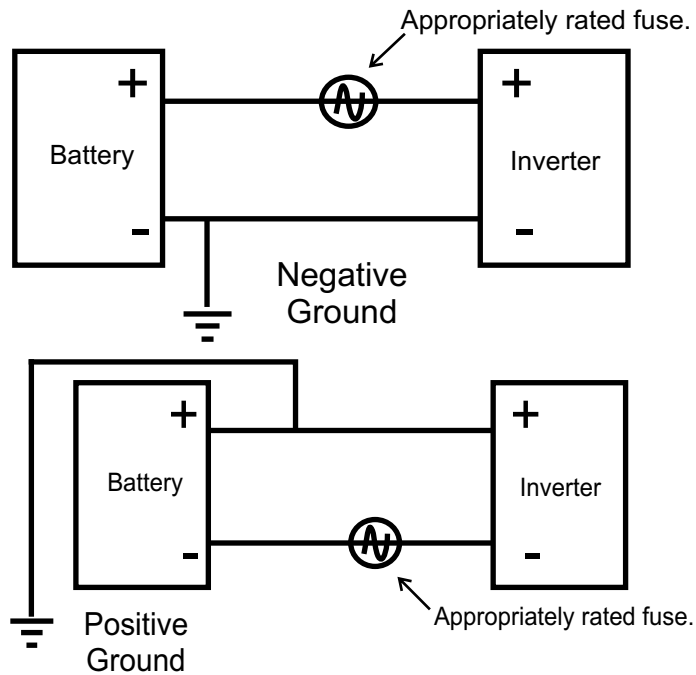 Appropriately rated fuse.
+
+
Battery
Inverter
-
-
Negative
Ground
+
+
Battery
Inverter
-
-
Appropriately rated fuse.
Positive
Ground